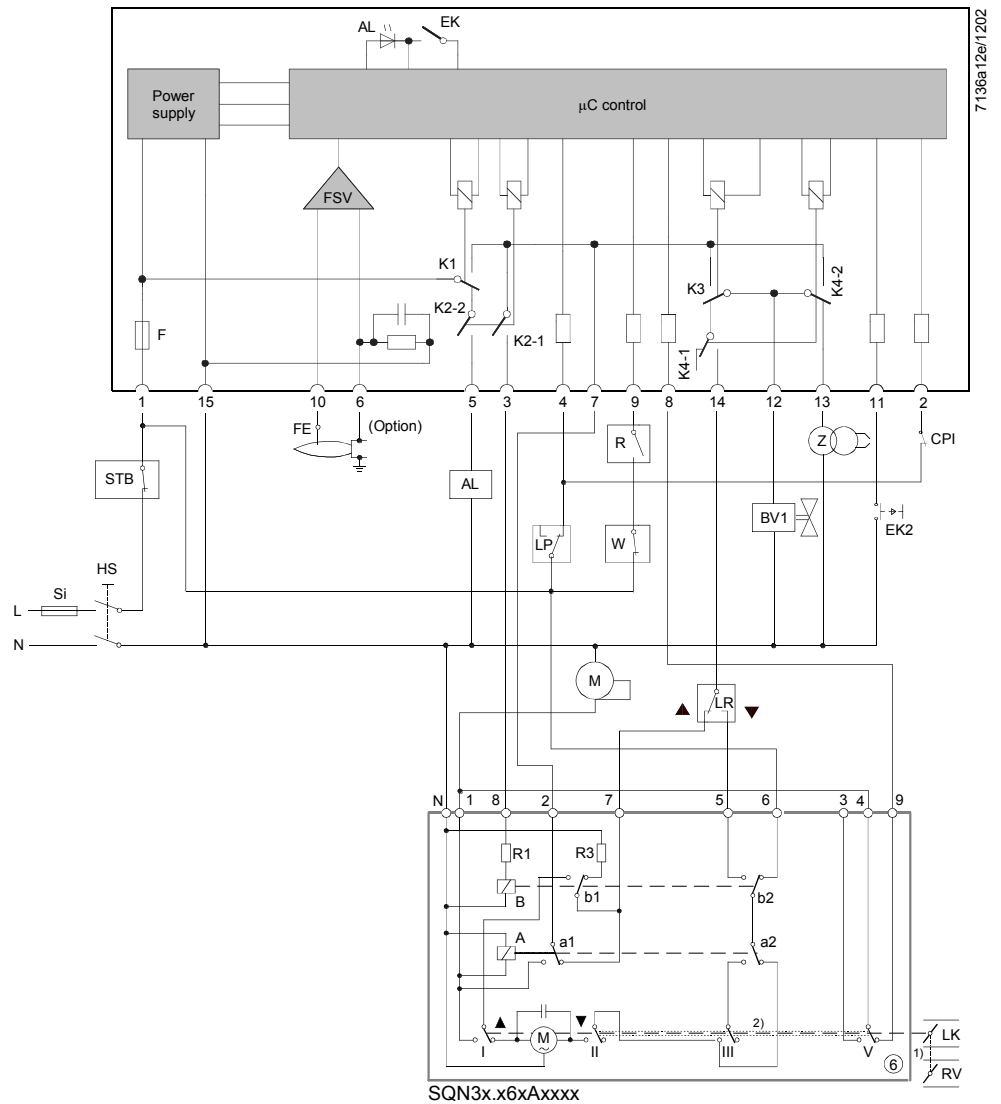 7136a12e/1202
AL EK
Power
supply
µC control
FSV
K1
K2-2
K2-1
K3
K4-2
K4-1
F
1 15 10 6 5 3 4 7 9 8 14 12 13 11 2
FE (Option)
R
Z
CPI
STB
AL
BV1
EK2
LP
W
HS
Si
L
N
M
LR
N 1 8 2 7 5 6 3 4 9
R1 R3
B b1 b2
A a1 a2
2)
M
~
I II III V
1)
LK
6
RV
SQN3x.x6xAxxxx